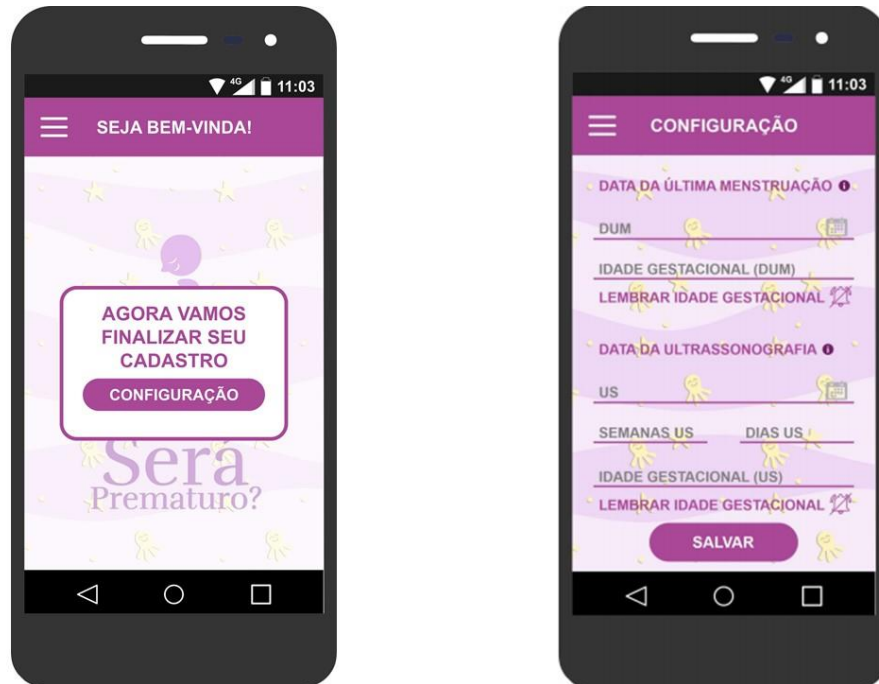 4G 11:03
SEJA BEM-VINDA!
AGORA VAMOS
FINALIZAR SEU
CADASTRO
CONFIGURAÇÃO
Será
Prematuro?
4G 11:03
CONFIGURAÇÃO
DATA DA ÚLTIMA MENSTRUAÇÃO
DUM
IDADE GESTACIONAL (DUM)
LEMBRAR IDADE GESTACIONAL
DATA DA ULTRASSONOGRAFIA
US
SEMANAS US DIAS US
IDADE GESTACIONAL (US)
LEMBRAR IDADE GESTACIONAL
SALVAR